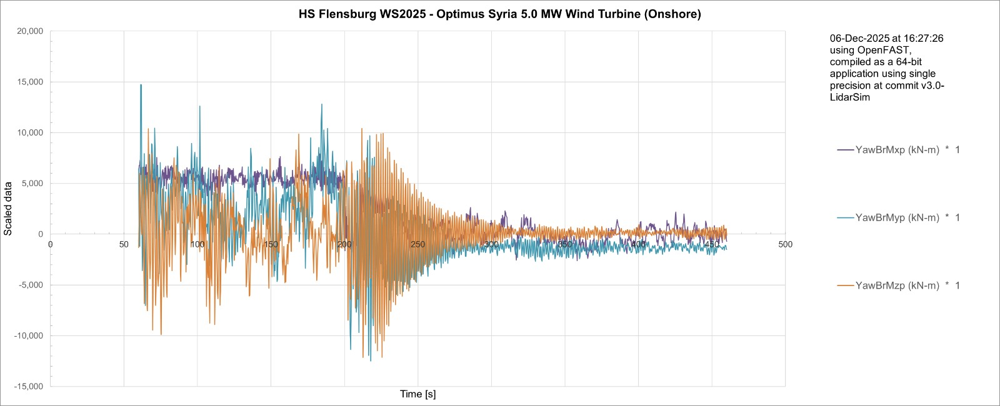 HS Flensburg WS2025 - Optimus Syria 5.0 MW Wind Turbine (Onshore)
20,000
15,000
10,000
5,000
0
-5,000
-10,000
-15,000
Scaled data
0 50 100 150 200 250 300 350 400 450 500
Time [s]
06-Dec-2025 at 16:27:26
using OpenFAST,
compiled as a 64-bit
application using single
precision at commit v3.0-
LidarSim
YawBrMxp (kN-m) * 1
YawBrMyp (kN-m) * 1
YawBrMzp (kN-m) * 1